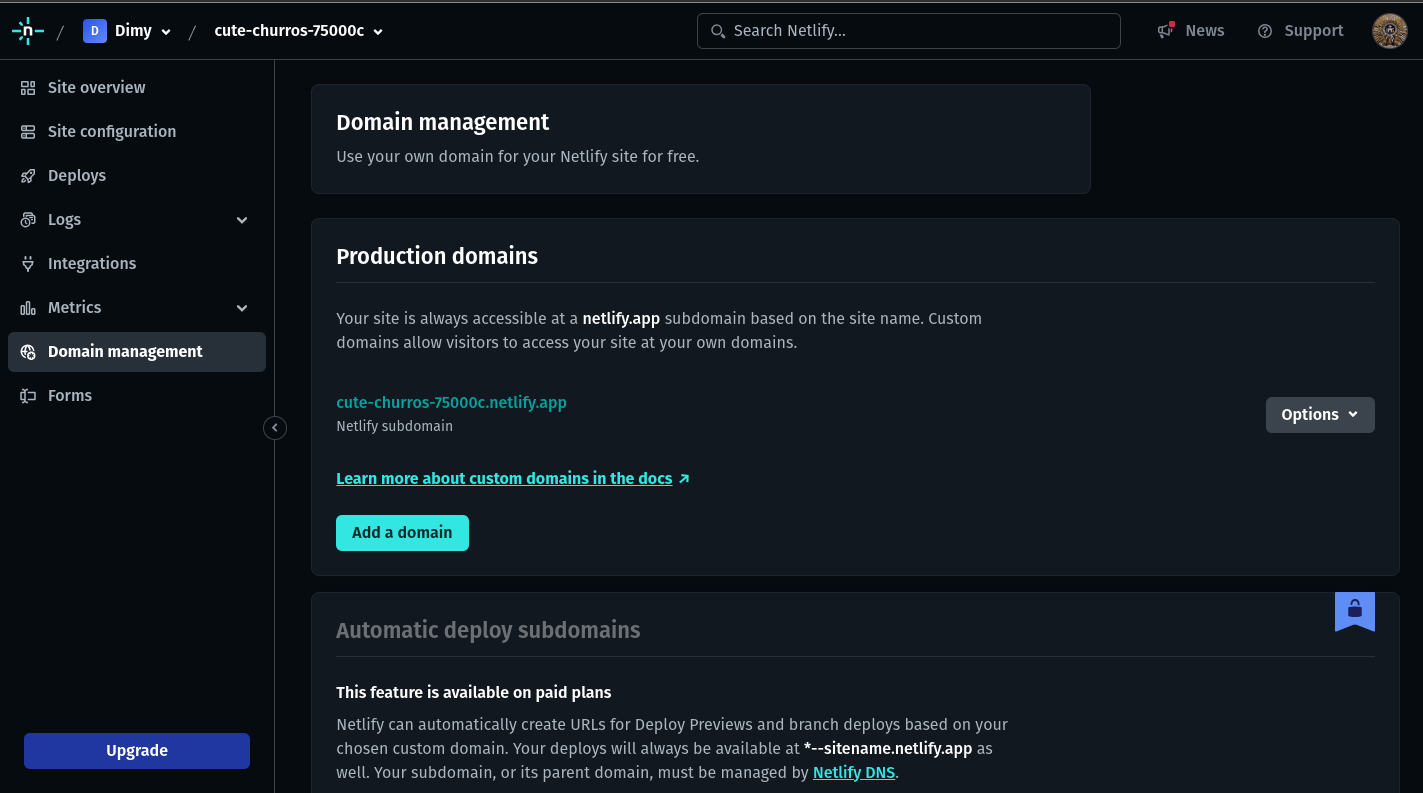 n / D Dimy / cute-churros-75000c Search Netlify... News Support
Site overview
Site configuration
Deploys
Logs
Integrations
Metrics
Domain management
Forms
Upgrade
Domain management
Use your own domain for your Netlify site for free.
Production domains
Your site is always accessible at a netlify.app subdomain based on the site name. Custom
domains allow visitors to access your site at your own domains.
cute-churros-75000c.netlify.app
Netlify subdomain
Options
Learn more about custom domains in the docs
Add a domain
Automatic deploy subdomains
This feature is available on paid plans
Netlify can automatically create URLs for Deploy Previews and branch deploys based on your
chosen custom domain. Your deploys will always be available at *--sitename.netlify.app as
well. Your subdomain, or its parent domain, must be managed by Netlify DNS.